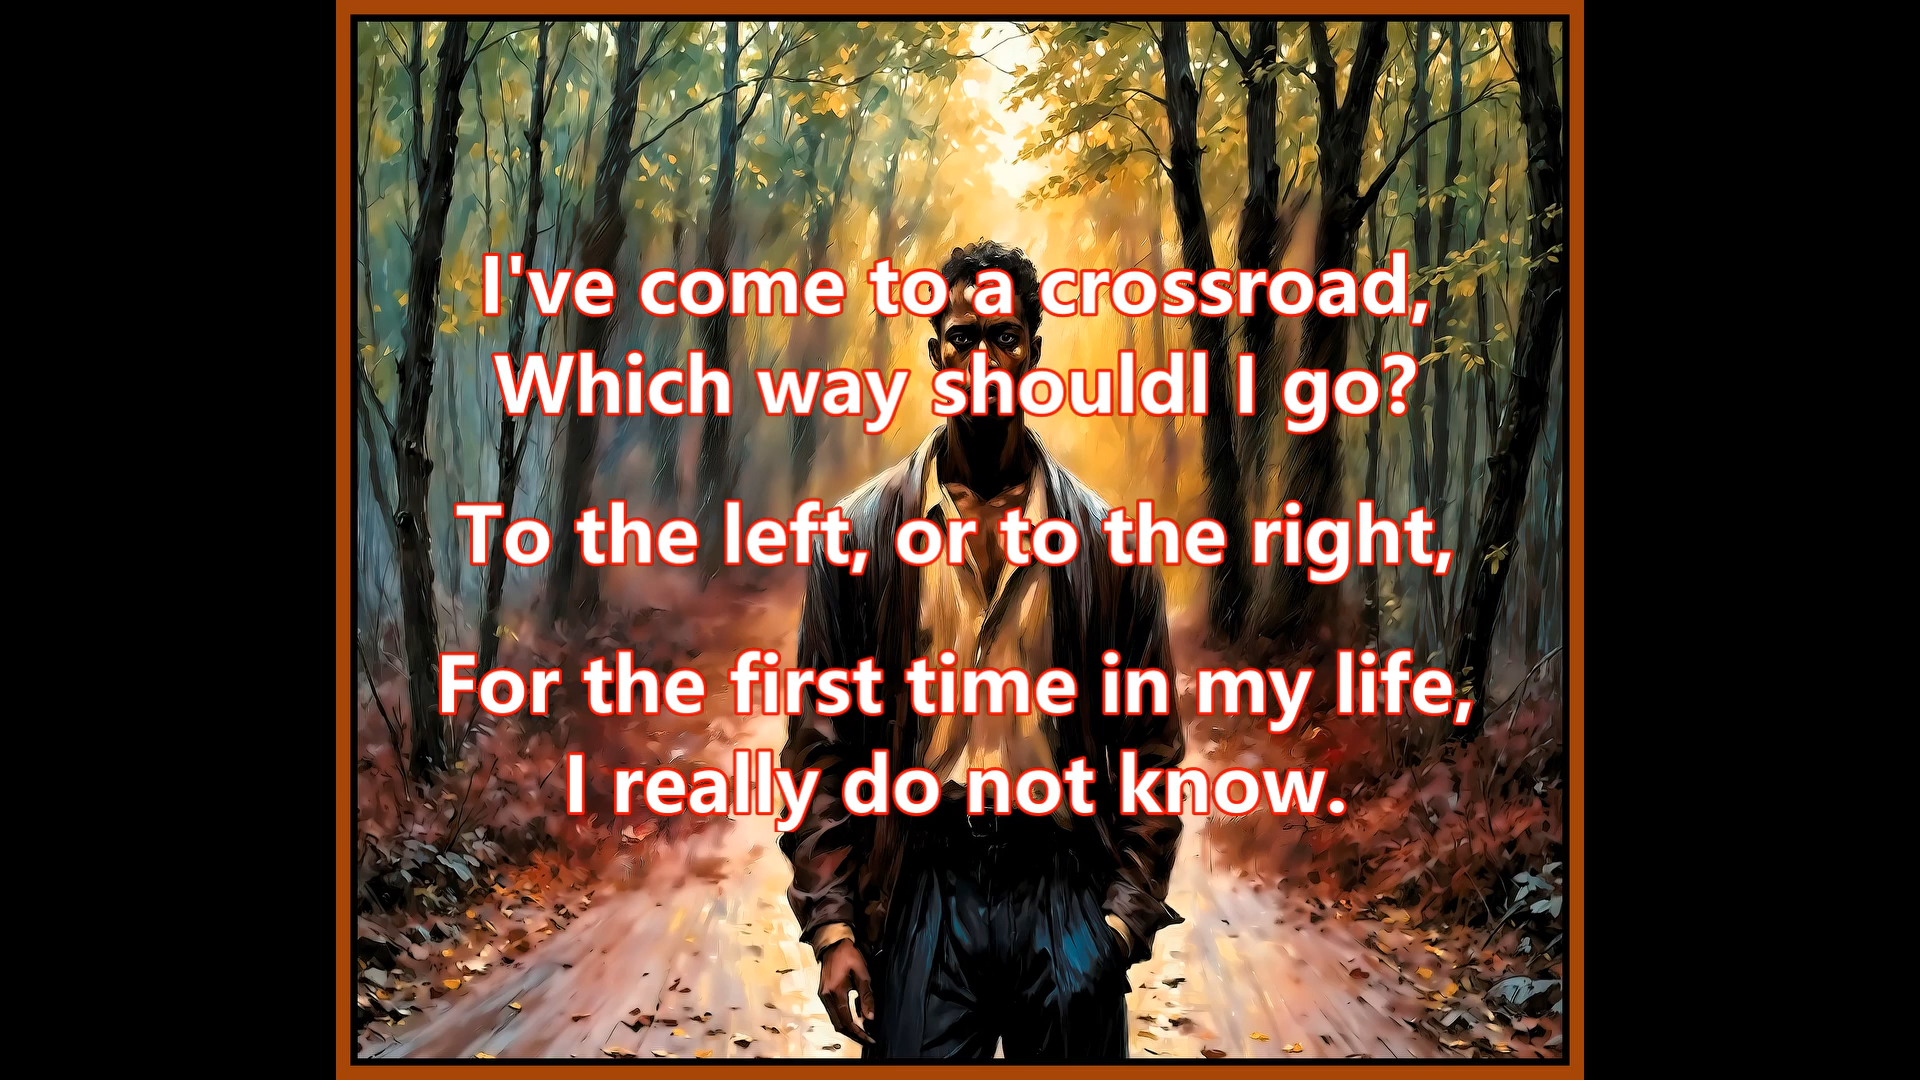 I've come to a crossroad,
Which way shouldl I go?
To the left, or to the right,
For the first time in my life,
I really do not know.